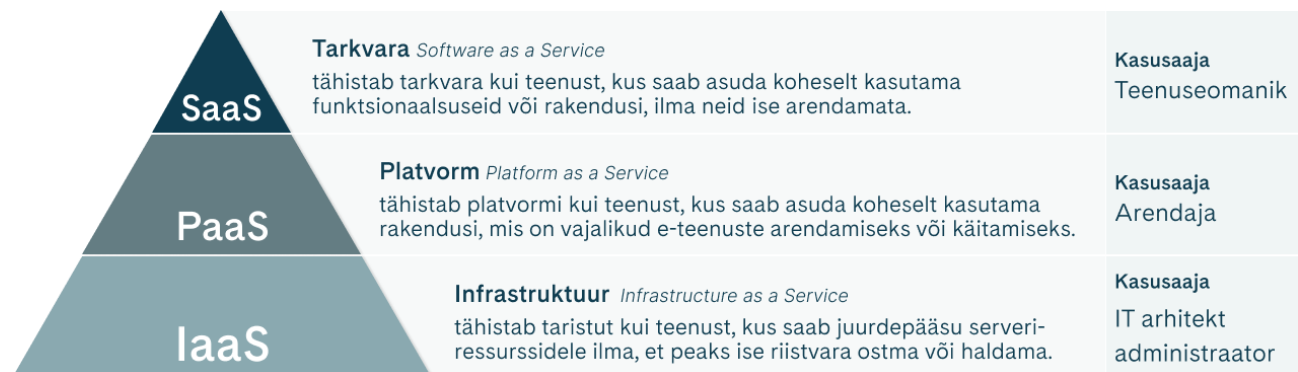 SaaS
Tarkvara Software as a Service
tähistab tarkvara kui teenust, kus saab asuda koheselt kasutama
funktsionaalsuseid või rakendusi, ilma neid ise arendamata.
Kasusaaja
Teenuseomanik
PaaS
Platvorm Platform as a Service
tähistab platvormi kui teenust, kus saab asuda koheselt kasutama
rakendusi, mis on vajalikud e-teenuste arendamiseks või käitamiseks.
Kasusaaja
Arendaja
IaaS
Infrastruktuur Infrastructure as a Service
tähistab taristut kui teenust, kus saab juurdepääsu serveri-
ressurssidele ilma, et peaks ise riistvara ostma või haldama.
Kasusaaja
IT arhitekt
administraator